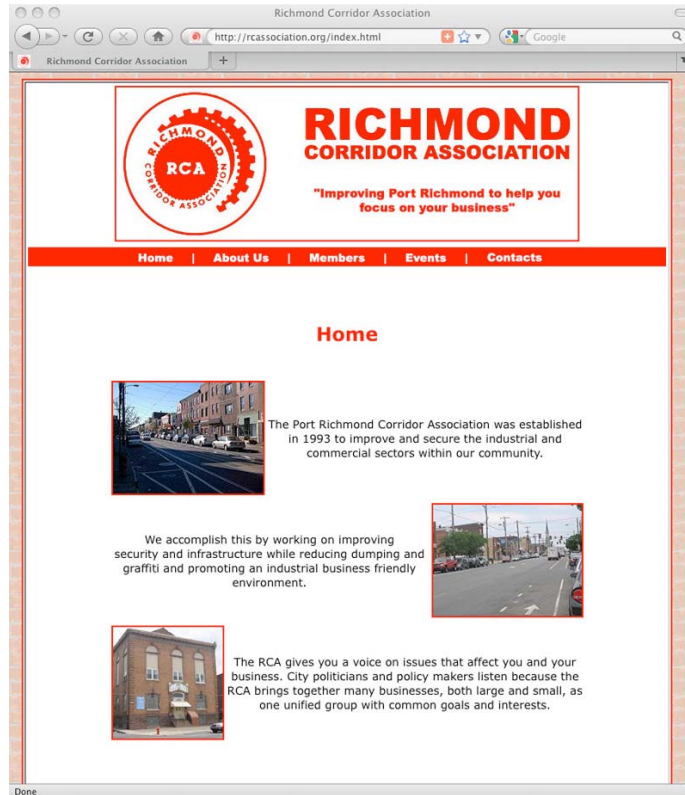 Richmond Corridor Association
http://rcassociation.org/index.html
Google
Richmond Corridor Association
RICHMOND
CORRIDOR ASSOCIATION
RCA
RICHMOND
CORRIDOR ASSOCIATION
"Improving Port Richmond to help you
focus on your business"
Home | About Us | Members | Events | Contacts
Home
The Port Richmond Corridor Association was established
in 1993 to improve and secure the industrial and
commercial sectors within our community.
We accomplish this by working on improving
security and infrastructure while reducing dumping and
graffiti and promoting an industrial business friendly
environment.
The RCA gives you a voice on issues that affect you and your
business. City politicians and policy makers listen because the
RCA brings together many businesses, both large and small, as
one unified group with common goals and interests.
Done